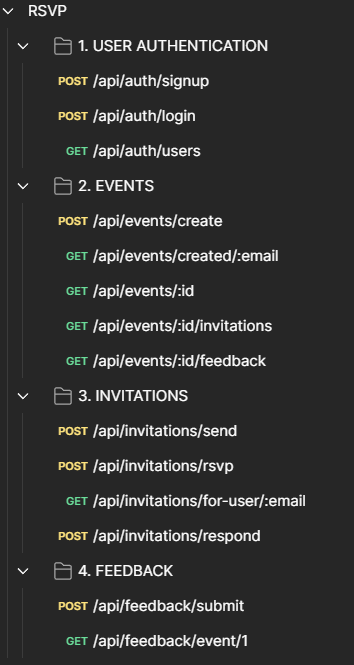 RSVP
1. USER AUTHENTICATION
POST /api/auth/signup
POST /api/auth/login
GET /api/auth/users
2. EVENTS
POST /api/events/create
GET /api/events/created/:email
GET /api/events/:id
GET /api/events/:id/invitations
GET /api/events/:id/feedback
3. INVITATIONS
POST /api/invitations/send
POST /api/invitations/rsvp
GET /api/invitations/for-user/:email
POST /api/invitations/respond
4. FEEDBACK
POST /api/feedback/submit
GET /api/feedback/event/1